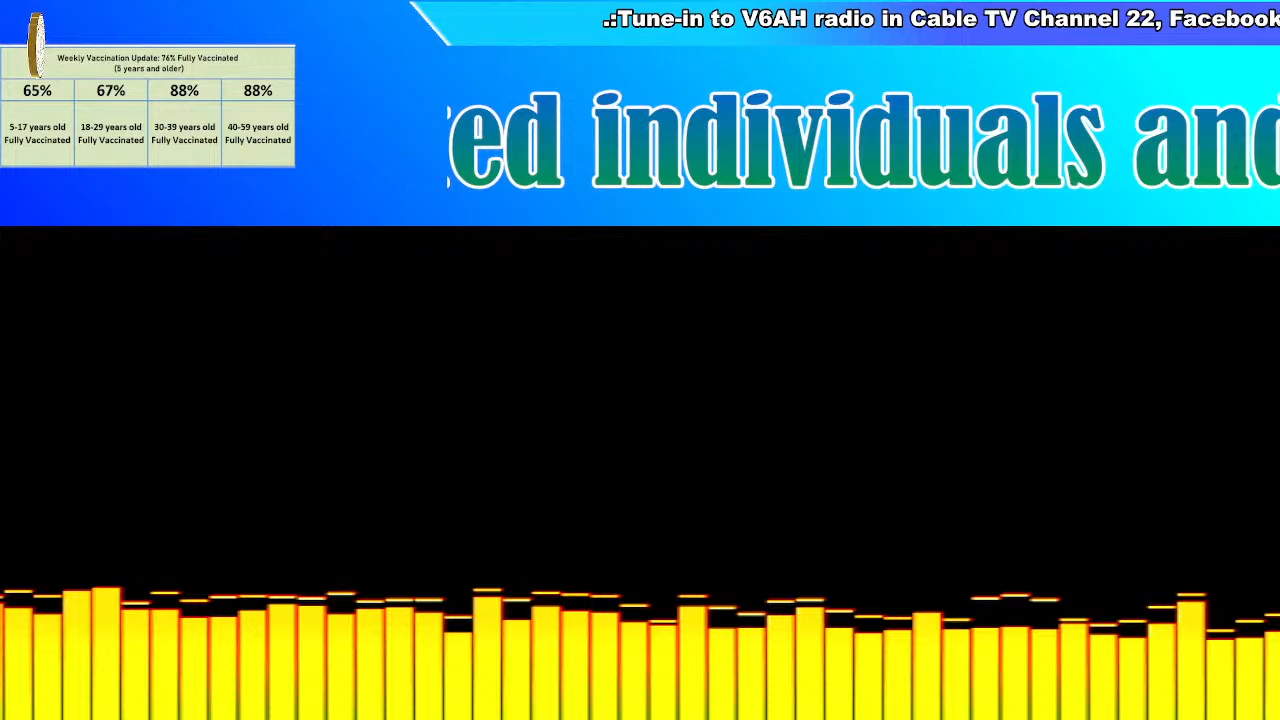 .:Tune-in to V6AH radio in Cable TV Channel 22, Facebook
Weekly Vaccination Update: 76% Fully Vaccinated
(5 years and older)
65% 67% 88% 88%
5-17 years old 18-29 years old 30-39 years old 40-59 years old
Fully Vaccinated Fully Vaccinated Fully Vaccinated Fully Vaccinated
ed individuals and